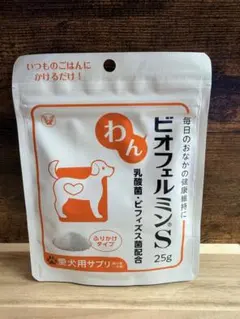 いつものごはんに
かけるだけ!
毎日のおなかの健康維持に
わん
ビオフェルミン®S
25g
乳酸菌・ビフィズス菌配合
ふりかけ
タイプ
愛犬用サプリ